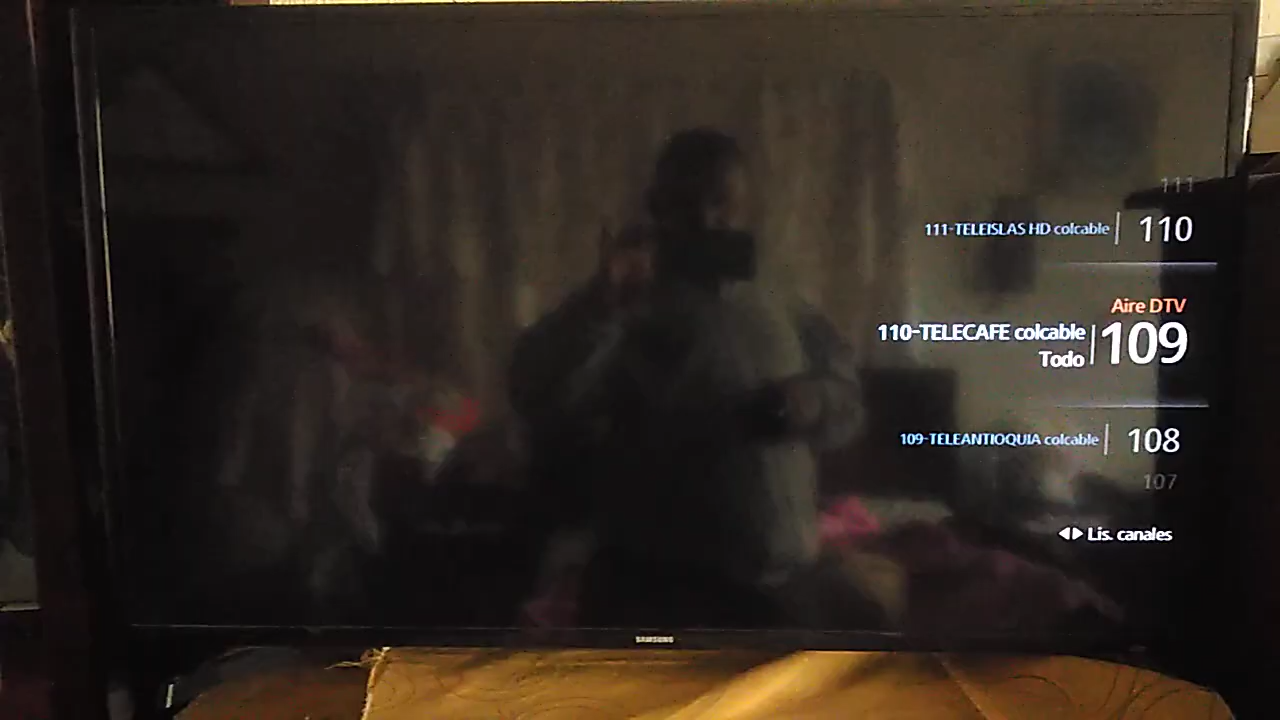 111
111-TELEISLAS HD colcable | 110
Aire DTV
110-TELECAFE colcable | 109
Todo
109-TELEANTIOQUIA colcable | 108
107
◀▶ Lis. canales
SAMSUNG